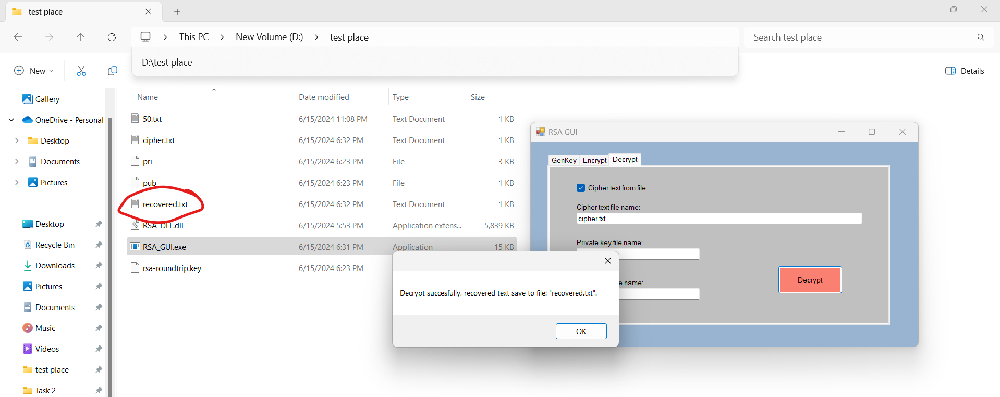 test place
This PC > New Volume (D:) > test place
Search test place
D:\test place
New
Details
Gallery
OneDrive - Personal
Desktop
Documents
Pictures
Desktop
Recycle Bin
Downloads
Pictures
Documents
Music
Videos
test place
Task 2
Name Date modified Type Size
50.txt 6/15/2024 11:08 PM Text Document 1 KB
cipher.txt 6/15/2024 6:32 PM Text Document 1 KB
pri 6/15/2024 6:23 PM File 3 KB
pub 6/15/2024 6:23 PM File 1 KB
recovered.txt 6/15/2024 6:32 PM Text Document 1 KB
RSA_DLL.dll 6/15/2024 5:53 PM Application extens... 5,839 KB
RSA_GUI.exe 6/15/2024 6:31 PM Application 15 KB
rsa-roundtrip.key 6/15/2024 6:23 PM
RSA GUI
GenKey Encrypt Decrypt
Cipher text from file
Cipher text file name:
cipher.txt
Private key file name:
e name:
Decrypt
Decrypt succesfully, recovered text save to file: "recovered.txt".
OK